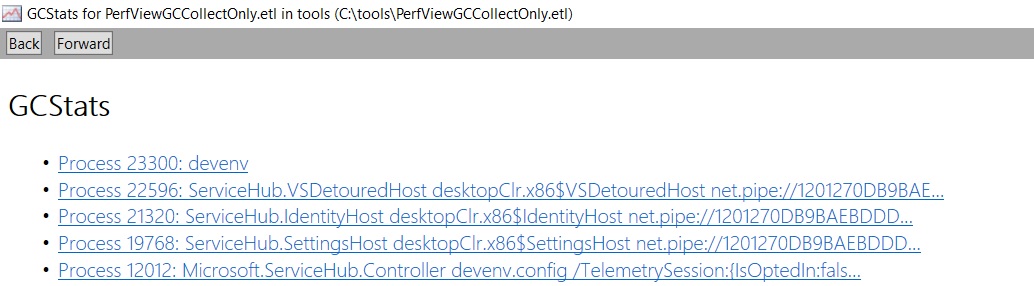 GCStats for PerfViewGCCollectOnly.etl in tools (C:\tools\PerfViewGCCollectOnly.etl)
Back Forward
GCStats
• Process 23300: devenv
• Process 22596: ServiceHub.VSDetouredHost desktopClr.x86$VSDetouredHost net.pipe://1201270DB9BAE...
• Process 21320: ServiceHub.IdentityHost desktopClr.x86$IdentityHost net.pipe://1201270DB9BAEBDDD...
• Process 19768: ServiceHub.SettingsHost desktopClr.x86$SettingsHost net.pipe://1201270DB9BAEBDDD...
• Process 12012: Microsoft.ServiceHub.Controller devenv.config /TelemetrySession:{IsOptedIn:fals...